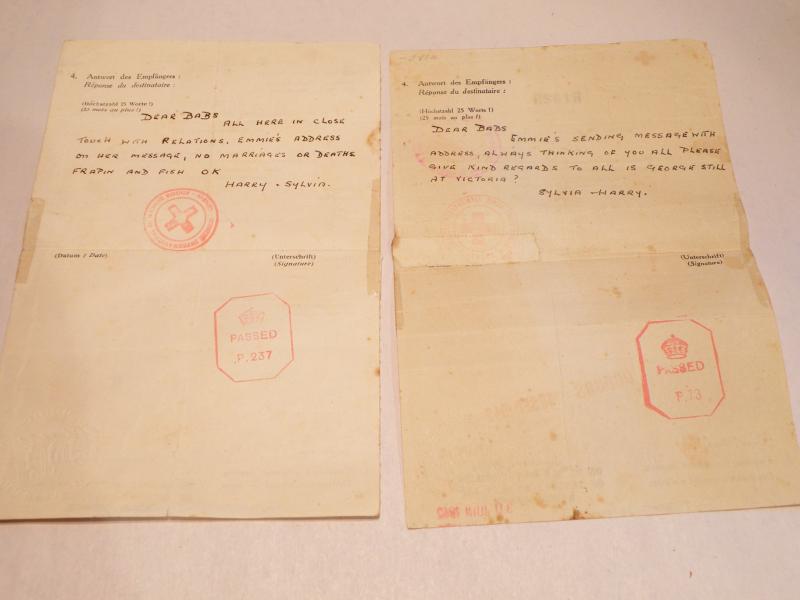 4. Antwort des Empfängers :
Réponse du destinataire :
(Höchstzahl 25 Worte !)
(25 mots au plus !)
DEAR BABS
ALL HERE IN CLOSE
TOUCH WITH RELATIONS, EMMIE'S ADDRESS
ON HER MESSAGE, NO MARRIAGES OR DEATHS
FRAPIN AND FISH OK
HARRY - SYLVIA.
(Datum / Date)
(Unterschrift)
(Signature)
PASSED
P.237
4. Antwort des Empfängers :
Réponse du destinataire :
(Höchstzahl 25 Worte !)
(25 mots au plus !)
DEAR BABS
EMMIE'S SENDING MESSAGE WITH
ADDRESS, ALWAYS THINKING OF YOU ALL PLEASE
GIVE KIND REGARDS TO ALL IS GEORGE STILL
AT VICTORIA?
SYLVIA - HARRY.
(Unterschrift)
(Signature)
PASSED
P.73